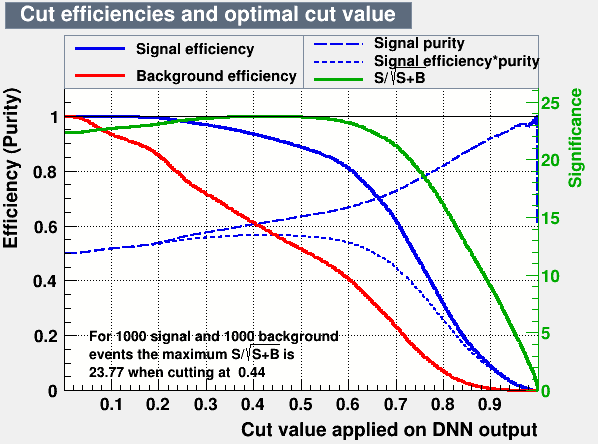 Cut efficiencies and optimal cut value
Signal efficiency
Background efficiency
Signal purity
Signal efficiency*purity
S/√S+B
Efficiency (Purity)
1
0.8
0.6
0.4
0.2
0
0.1 0.2 0.3 0.4 0.5 0.6 0.7 0.8 0.9
Cut value applied on DNN output
25
20
15
10
5
0
Significance
For 1000 signal and 1000 background
events the maximum S/√S+B is
23.77 when cutting at 0.44